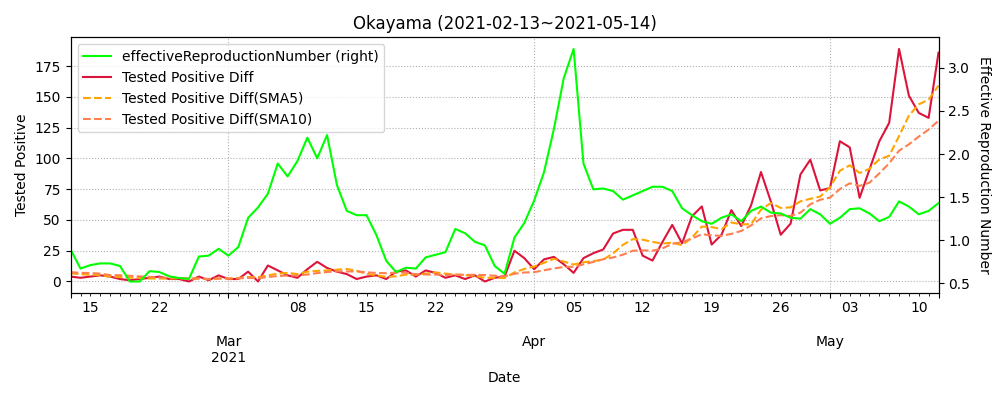 Okayama (2021-02-13~2021-05-14)
effectiveReproductionNumber (right)
Tested Positive Diff
Tested Positive Diff(SMA5)
Tested Positive Diff(SMA10)
Tested Positive
175
150
125
100
75
50
25
0
3.0
2.5
2.0
1.5
1.0
0.5
Effective Reproduction Number
15 22 08 15 22 29 05 12 19 26 03 10
Mar Apr May
2021
Date